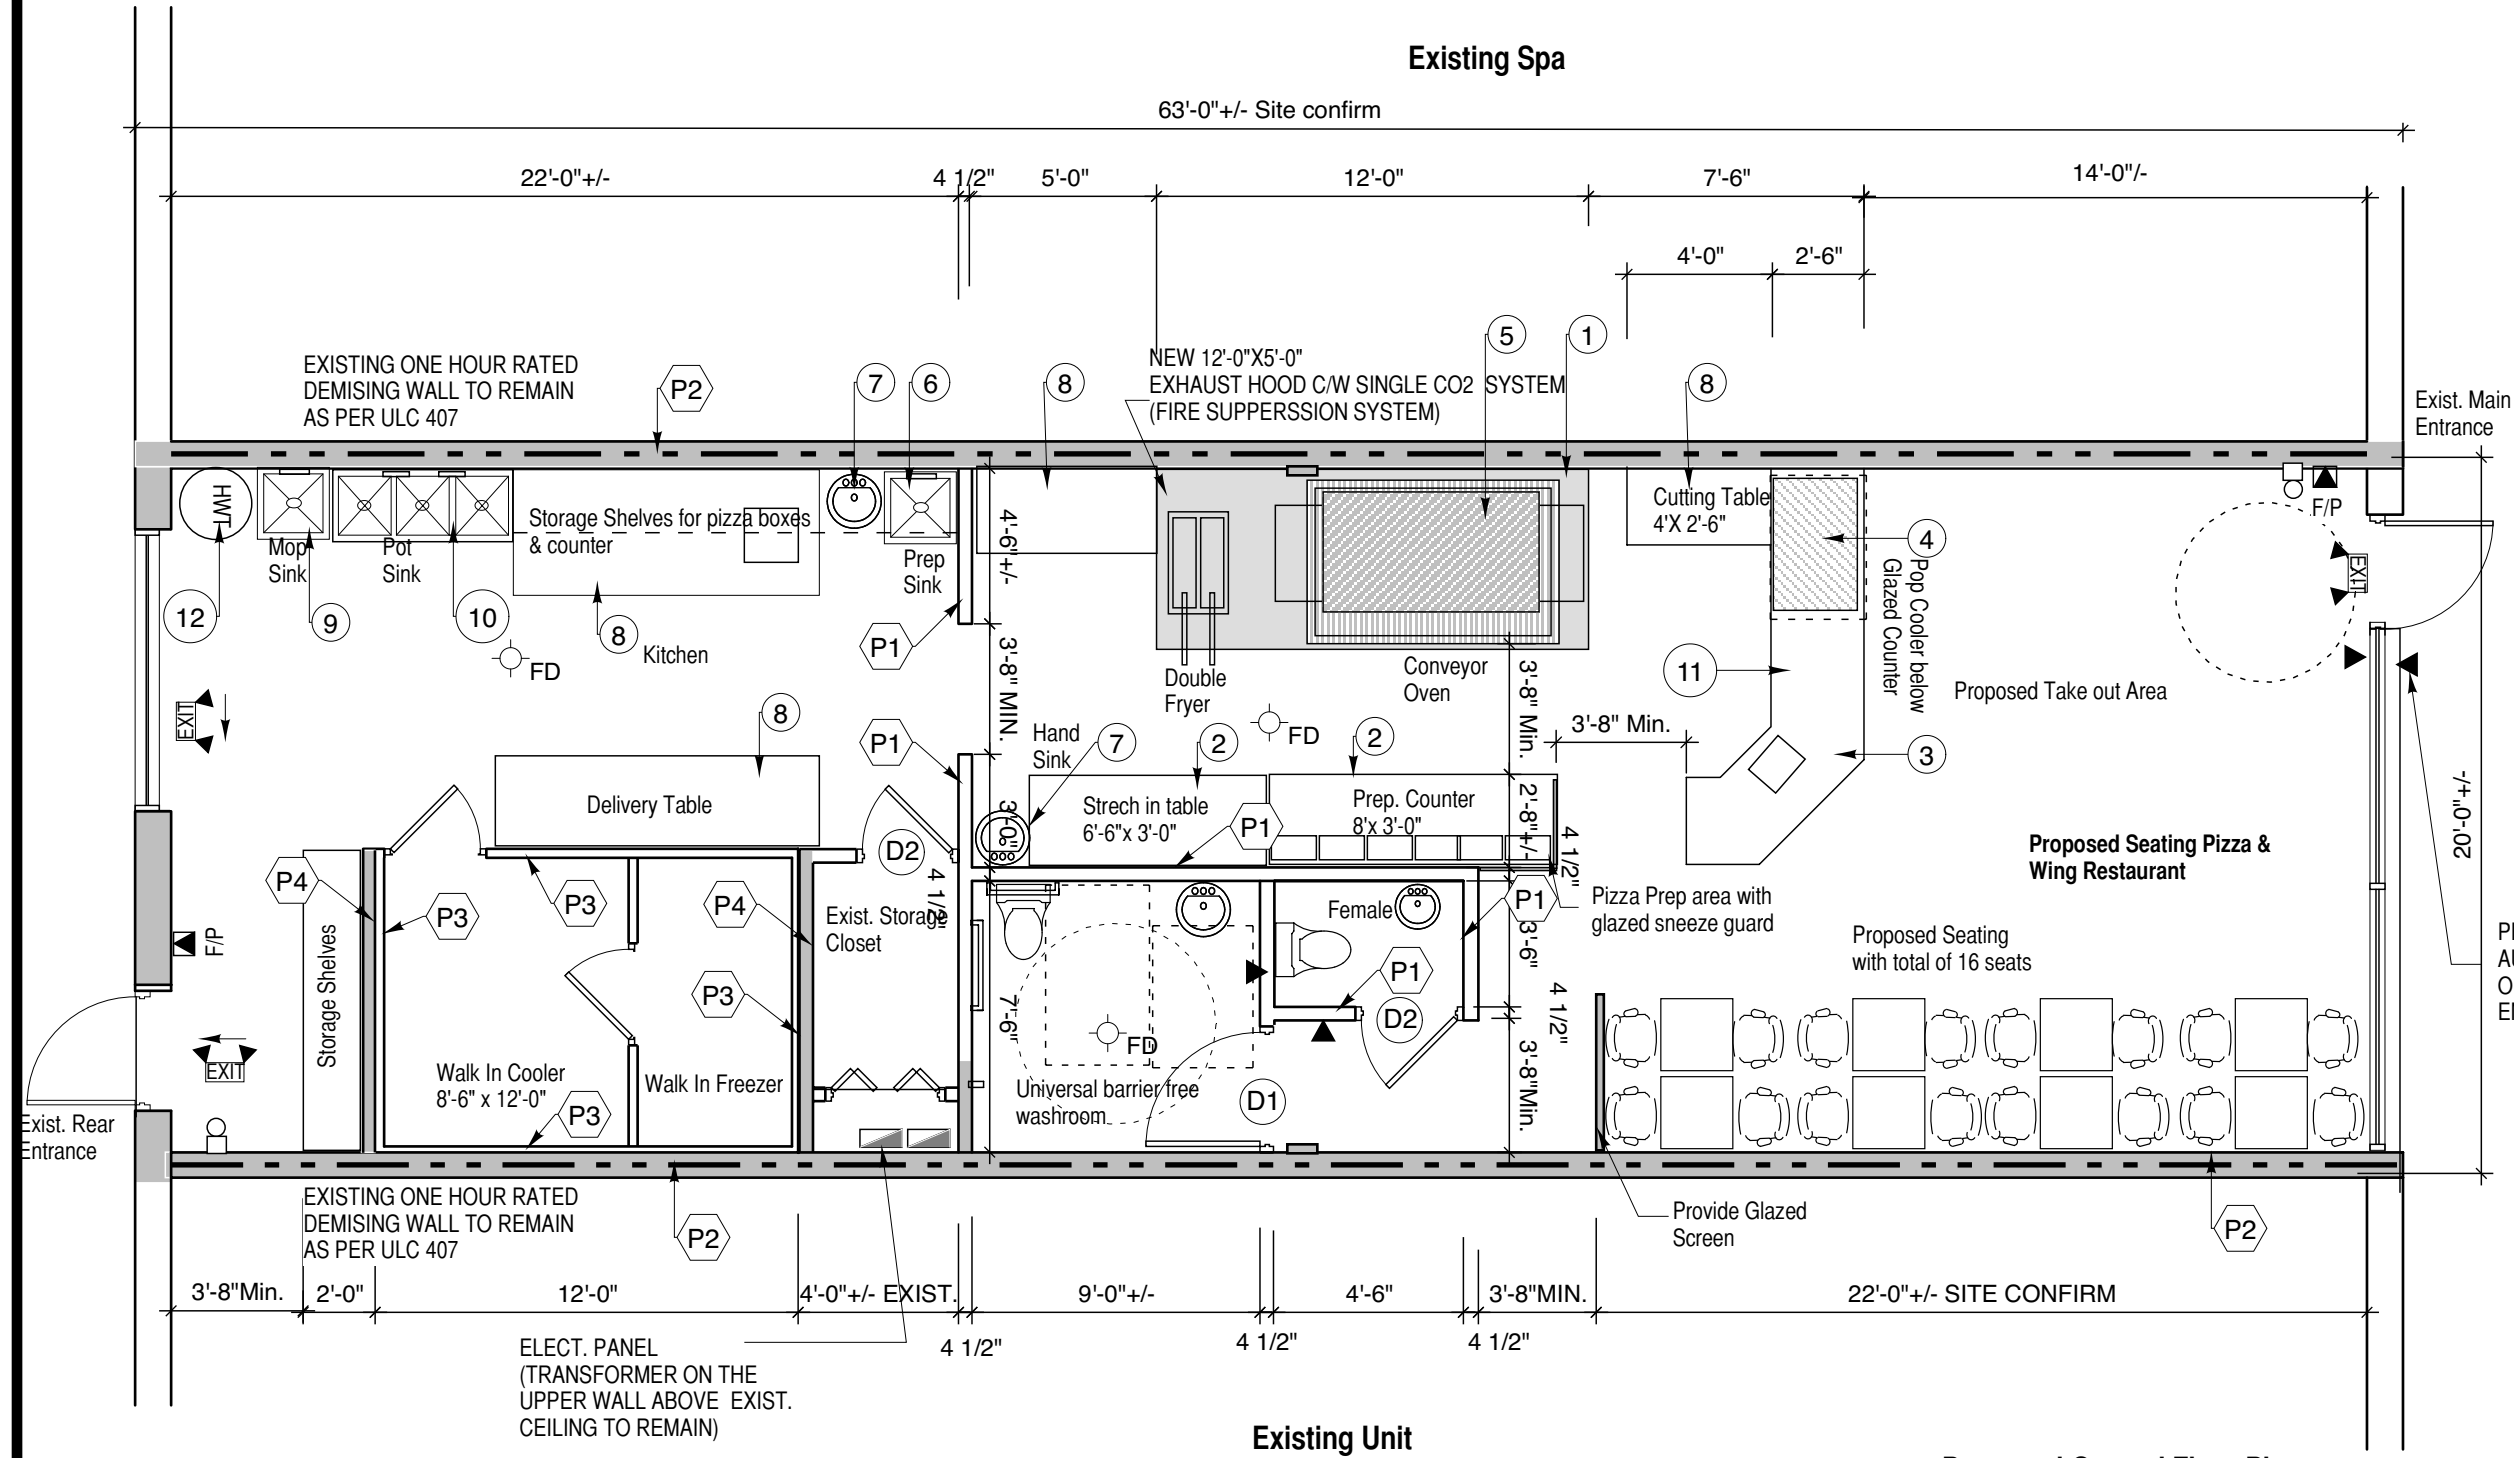 Existing Spa
63'-0"+/- Site confirm
22'-0"+/-
4 1/2"
5'-0"
12'-0"
7'-6"
14'-0"/-
4'-0"
2'-6"
EXISTING ONE HOUR RATED
DEMISING WALL TO REMAIN
AS PER ULC 407
P2
7
6
8
NEW 12'-0"X5'-0"
EXHAUST HOOD C/W SINGLE CO2 SYSTEM
(FIRE SUPPERSSION SYSTEM)
5
1
8
Exist. Main
Entrance
HWT
Mop
Sink
Pot
Sink
Storage Shelves for pizza boxes
& counter
Prep
Sink
4'-6"+/-
Cutting Table
4'X 2'-6"
4
Pop Cooler below
Glazed Counter
F/P
EXIT
12
9
10
8
Kitchen
FD
P1
3'-8" MIN.
Double
Fryer
Conveyor
Oven
3'-8" Min.
11
Proposed Take out Area
EXIT
8
P1
Hand
Sink
7
2
FD
2
3'-8" Min.
3
Delivery Table
D2
3'-0"
Strech in table
6'-6"x 3'-0"
P1
Prep. Counter
8'x 3'-0"
2'-8"+/-
4 1/2"
20'-0"+/-
Proposed Seating Pizza &
Wing Restaurant
P4
P3
P3
P4
4 1/2"
Exist. Storage
Closet
Female
P1
Pizza Prep area with
glazed sneeze guard
F/P
Storage Shelves
P3
P1
3'-6"
Proposed Seating
with total of 16 seats
7'-6"
FD
D2
4 1/2"
EXIT
Walk In Cooler
8'-6" x 12'-0"
Walk In Freezer
P3
Universal barrier free
washroom
D1
3'-8"Min.
Exist. Rear
Entrance
EXISTING ONE HOUR RATED
DEMISING WALL TO REMAIN
AS PER ULC 407
P2
Provide Glazed
Screen
P2
3'-8"Min.
2'-0"
12'-0"
4'-0"+/- EXIST.
9'-0"+/-
4'-6"
3'-8"MIN.
22'-0"+/- SITE CONFIRM
4 1/2"
4 1/2"
4 1/2"
ELECT. PANEL
(TRANSFORMER ON THE
UPPER WALL ABOVE EXIST.
CEILING TO REMAIN)
Existing Unit